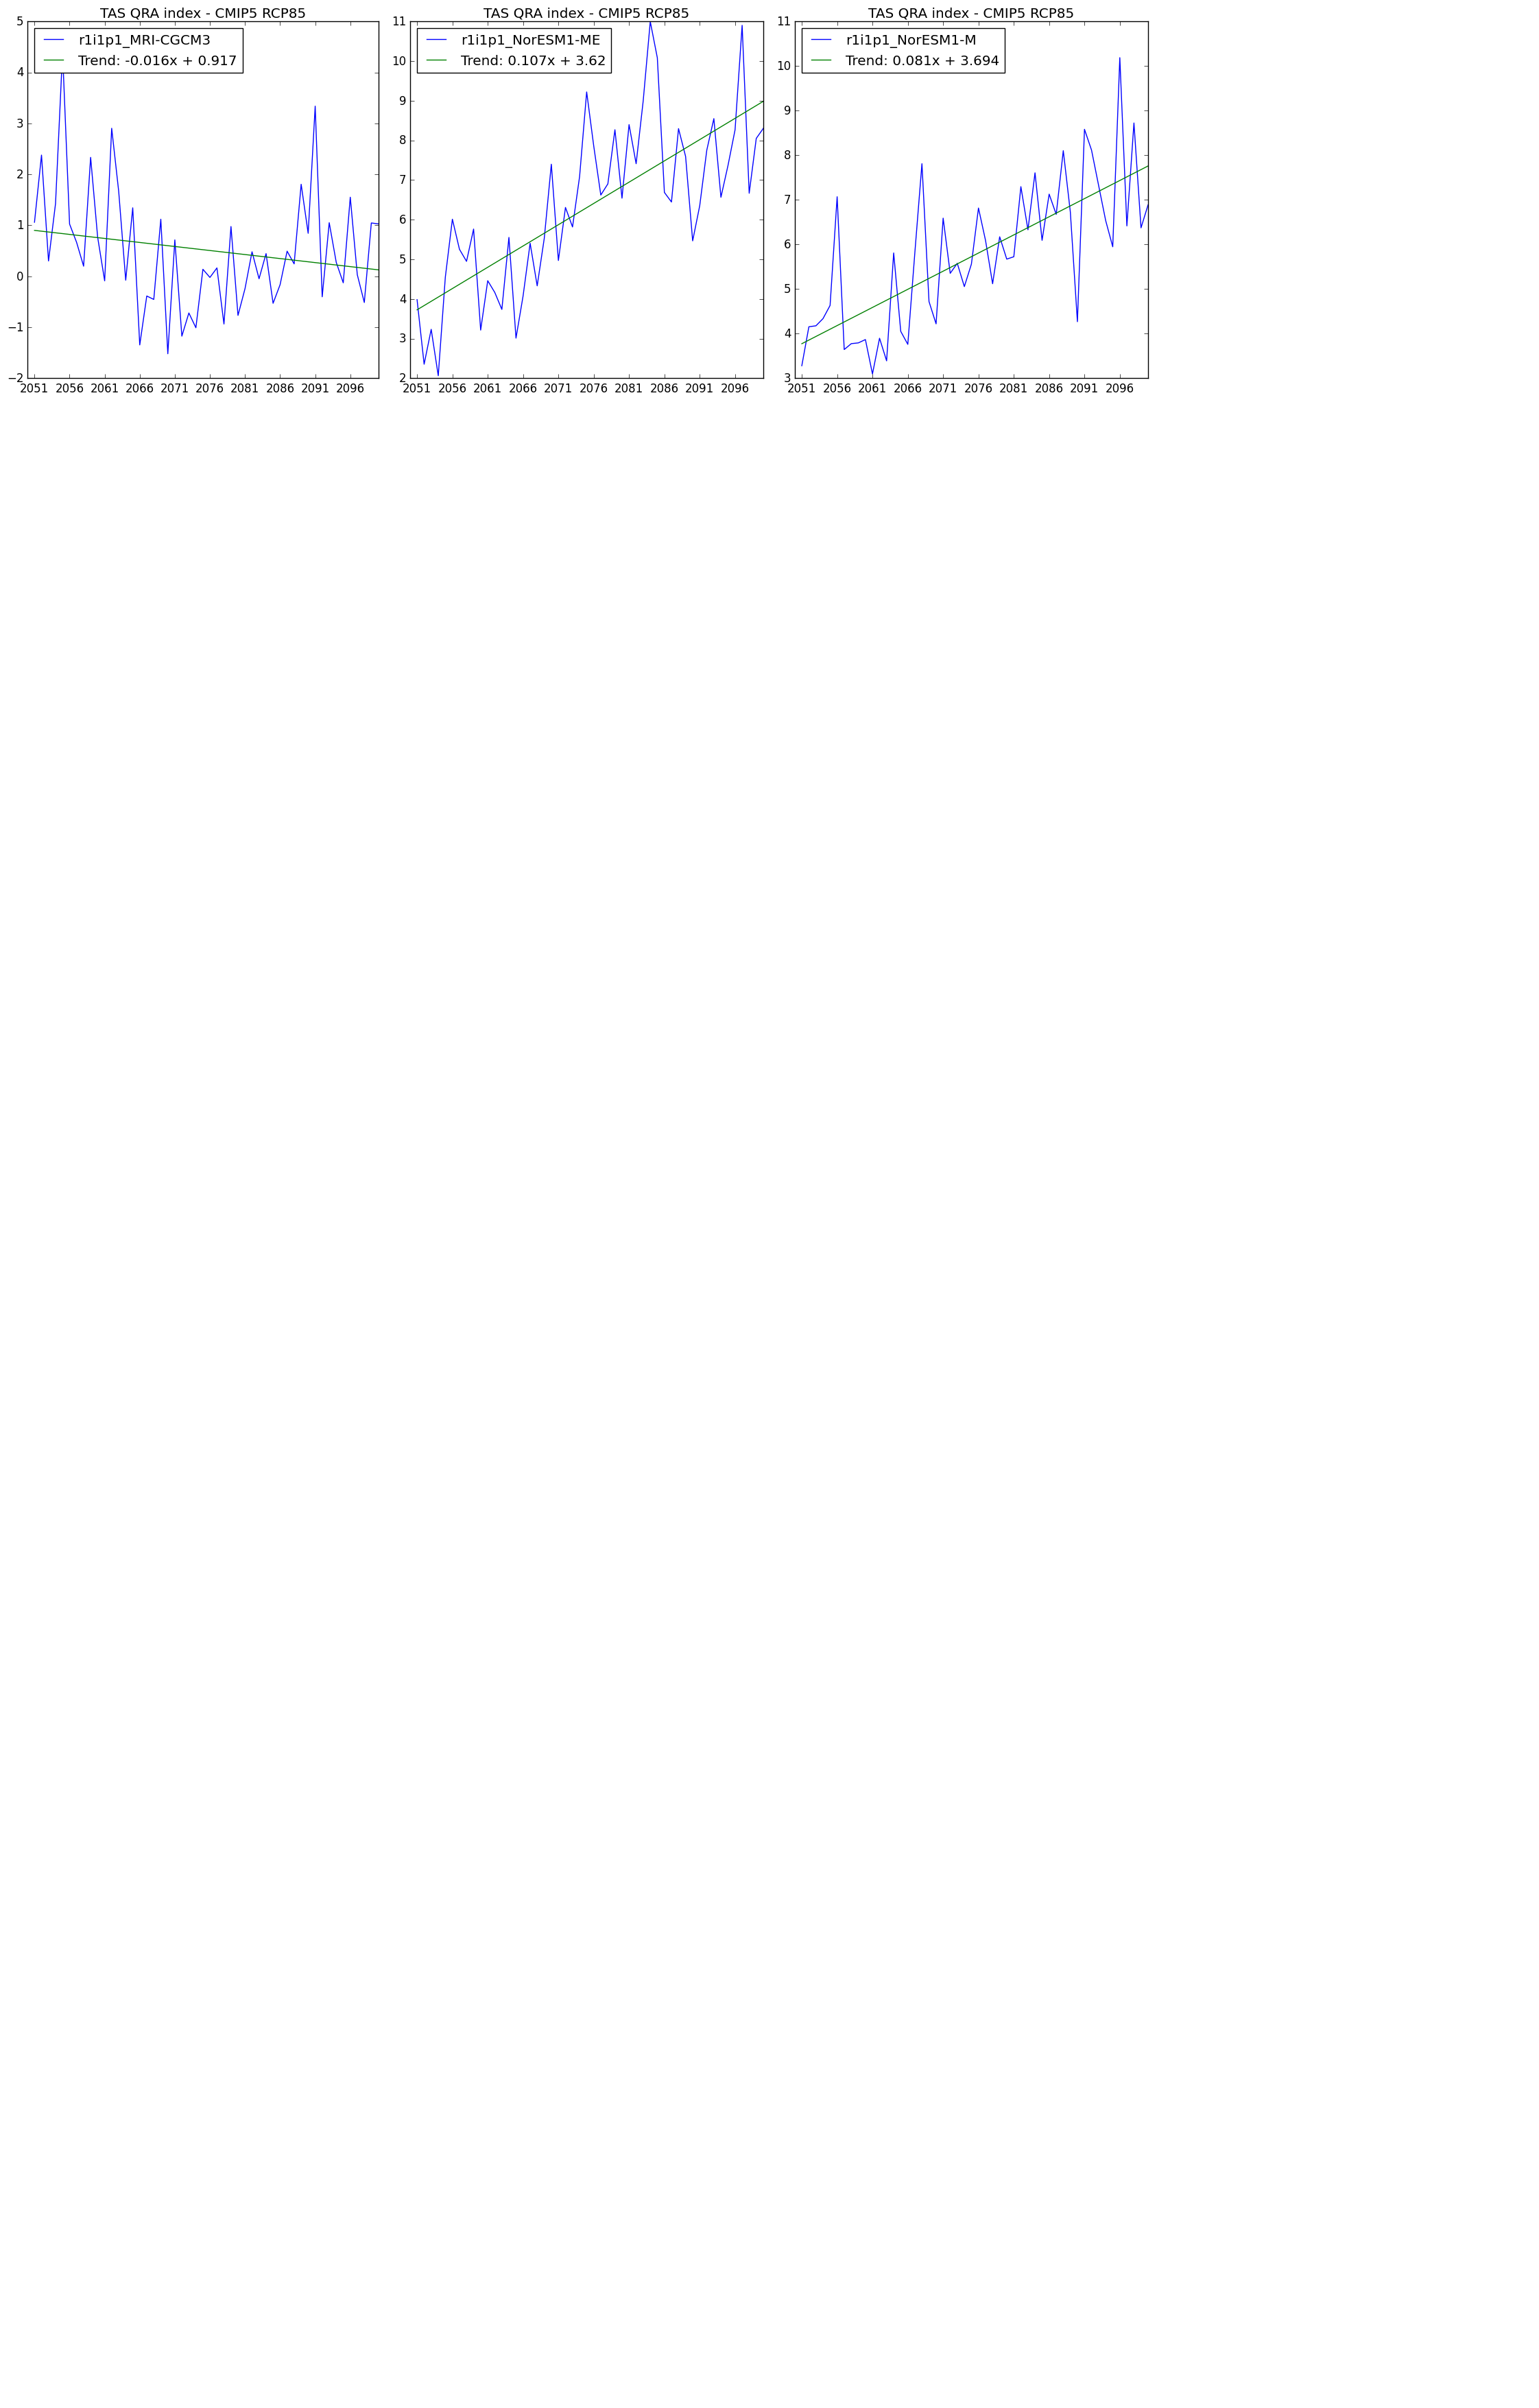 TAS QRA index - CMIP5 RCP85
r1i1p1_MRI-CGCM3
Trend: -0.016x + 0.917
5
4
3
2
1
0
−1
−2
2051 2056 2061 2066 2071 2076 2081 2086 2091 2096
TAS QRA index - CMIP5 RCP85
r1i1p1_NorESM1-ME
Trend: 0.107x + 3.62
11
10
9
8
7
6
5
4
3
2
2051 2056 2061 2066 2071 2076 2081 2086 2091 2096
TAS QRA index - CMIP5 RCP85
r1i1p1_NorESM1-M
Trend: 0.081x + 3.694
11
10
9
8
7
6
5
4
3
2051 2056 2061 2066 2071 2076 2081 2086 2091 2096